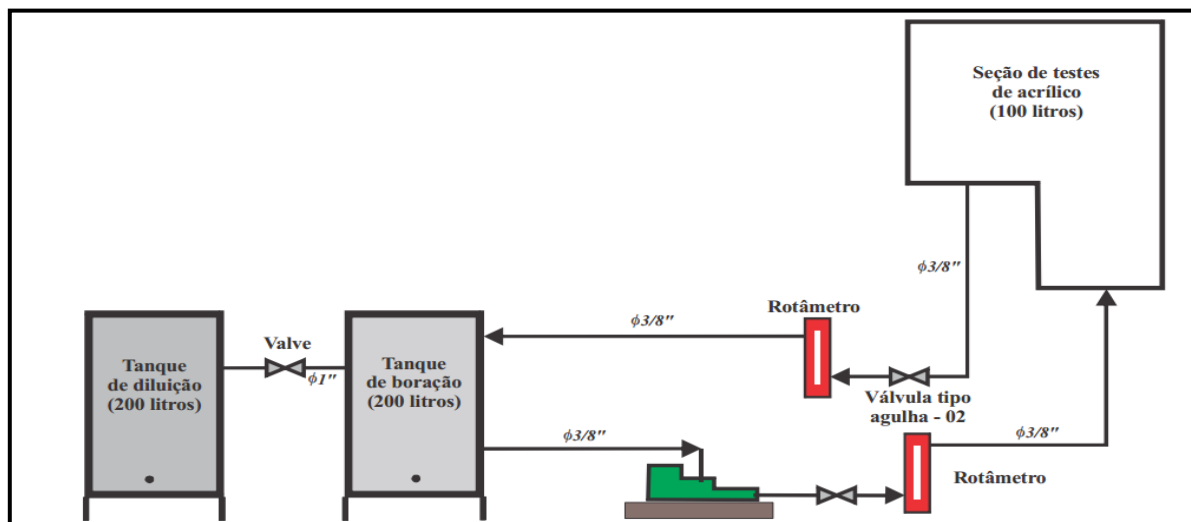 Seção de testes
de acrílico
(100 litros)
ϕ3/8"
Rotâmetro
ϕ3/8"
Valve
Tanque
de diluição
(200 litros)
ϕ1"
Tanque
de boração
(200 litros)
Válvula tipo
agulha - 02
ϕ3/8"
ϕ3/8"
Rotâmetro